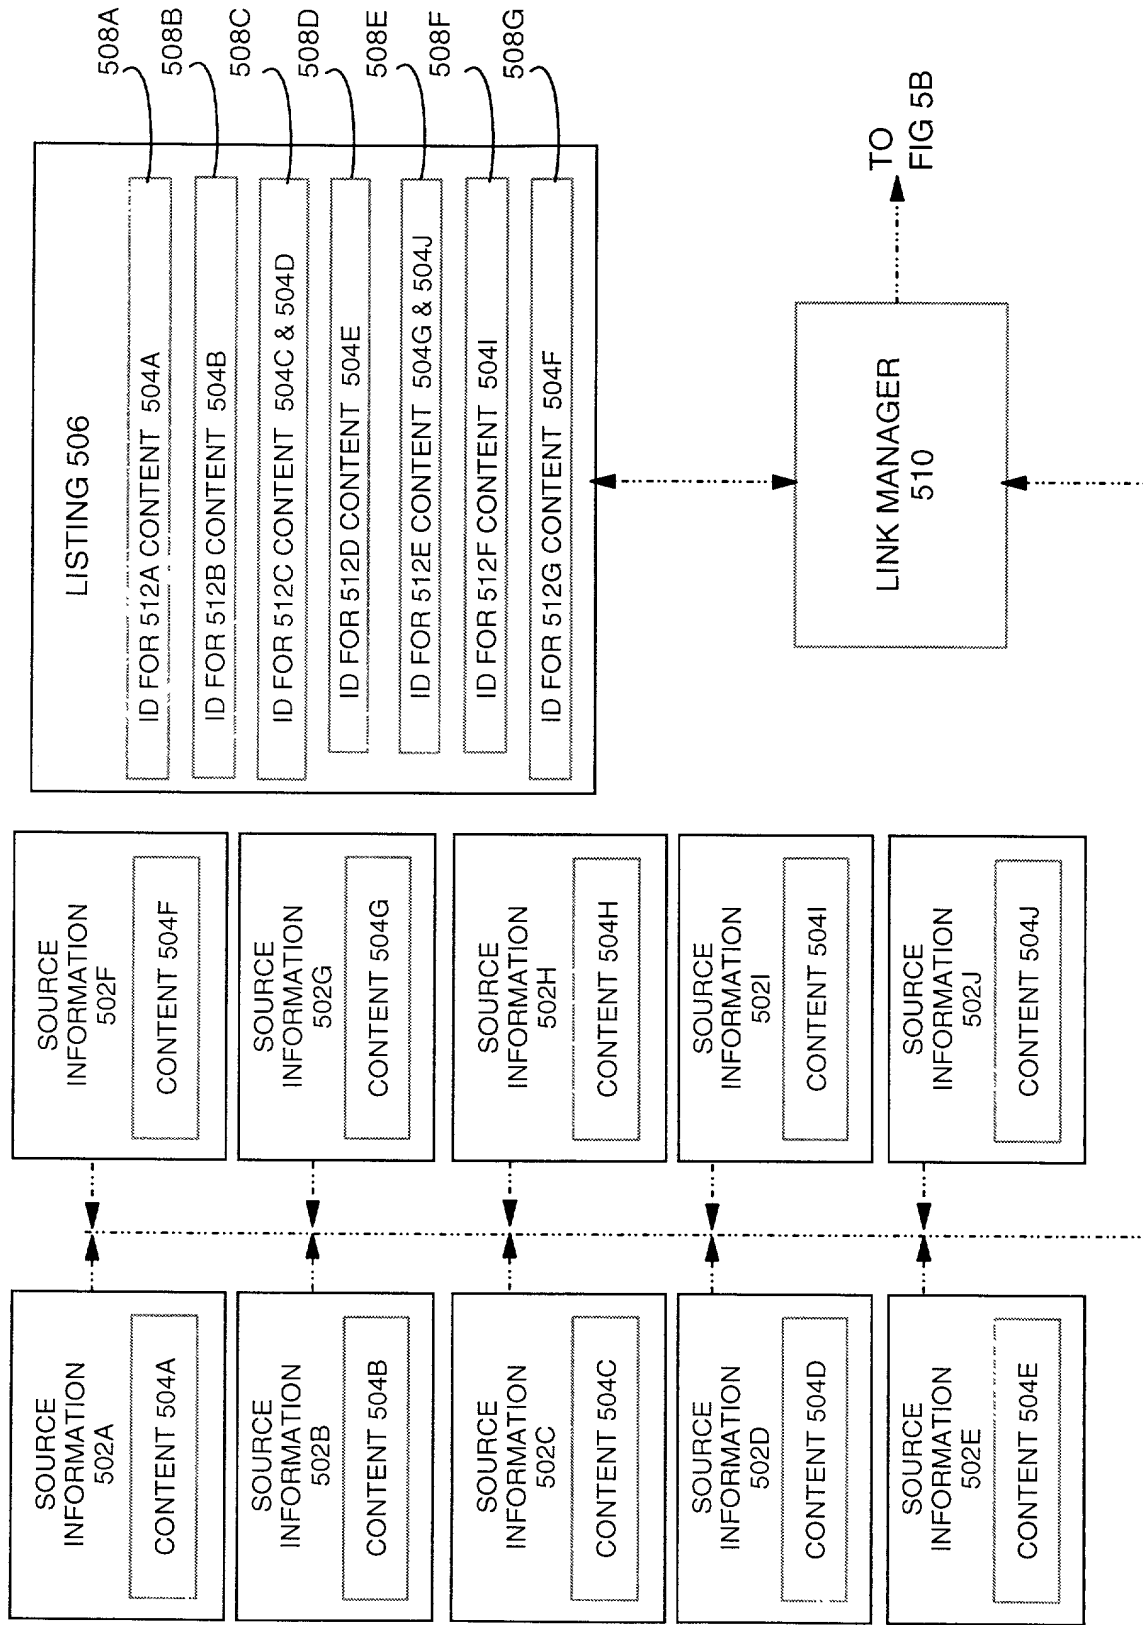 SOURCE
INFORMATION
502A
CONTENT 504A
SOURCE
INFORMATION
502B
CONTENT 504B
SOURCE
INFORMATION
502C
CONTENT 504C
SOURCE
INFORMATION
502D
CONTENT 504D
SOURCE
INFORMATION
502E
CONTENT 504E
SOURCE
INFORMATION
502F
CONTENT 504F
SOURCE
INFORMATION
502G
CONTENT 504G
SOURCE
INFORMATION
502H
CONTENT 504H
SOURCE
INFORMATION
502I
CONTENT 504I
SOURCE
INFORMATION
502J
CONTENT 504J
LISTING 506
ID FOR 512A CONTENT 504A
ID FOR 512B CONTENT 504B
ID FOR 512C CONTENT 504C & 504D
ID FOR 512D CONTENT 504E
ID FOR 512E CONTENT 504G & 504J
ID FOR 512F CONTENT 504I
ID FOR 512G CONTENT 504F
508A
508B
508C
508D
508E
508F
508G
LINK MANAGER
510
TO
FIG 5B